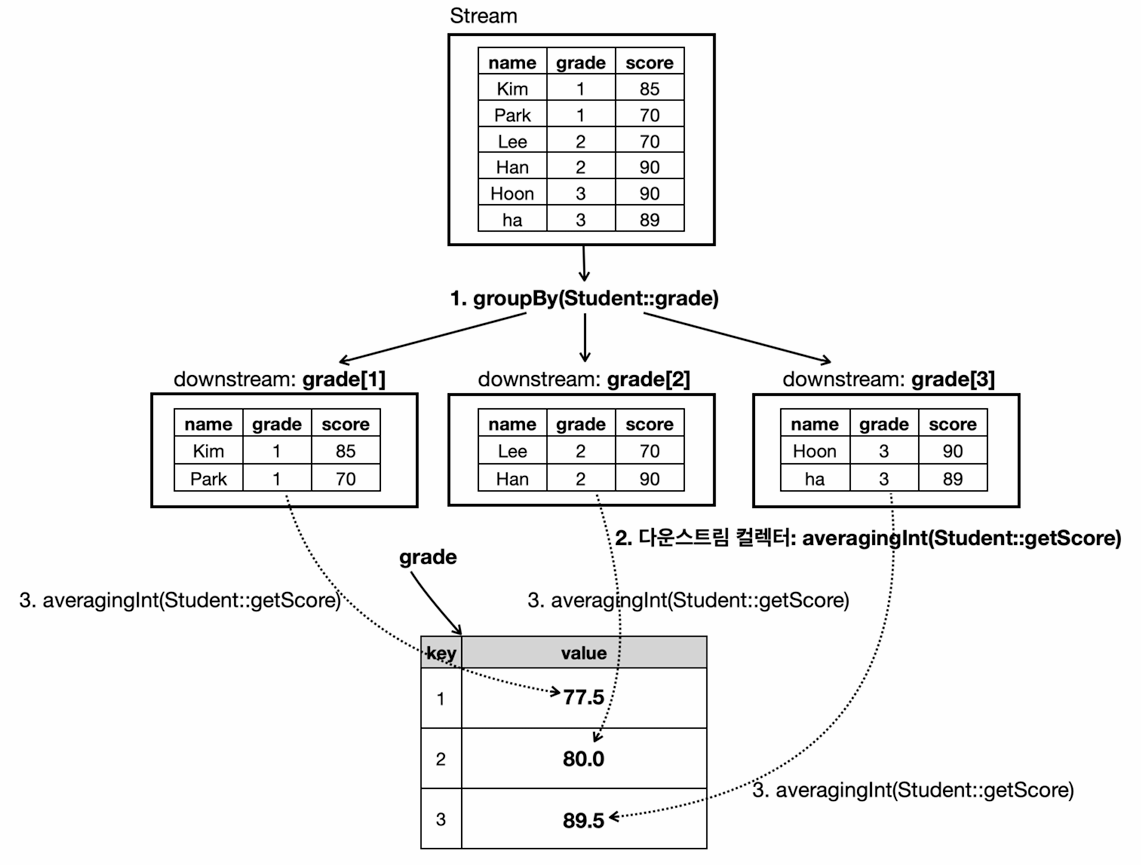 Stream
name grade score
Kim 1 85
Park 1 70
Lee 2 70
Han 2 90
Hoon 3 90
ha 3 89
1. groupBy(Student::grade)
downstream: grade[1]
name grade score
Kim 1 85
Park 1 70
downstream: grade[2]
name grade score
Lee 2 70
Han 2 90
downstream: grade[3]
name grade score
Hoon 3 90
ha 3 89
2. 다운스트림 컬렉터: averagingInt(Student::getScore)
grade
3. averagingInt(Student::getScore)
3. averagingInt(Student::getScore)
key value
1 77.5
2 80.0
3 89.5
3. averagingInt(Student::getScore)